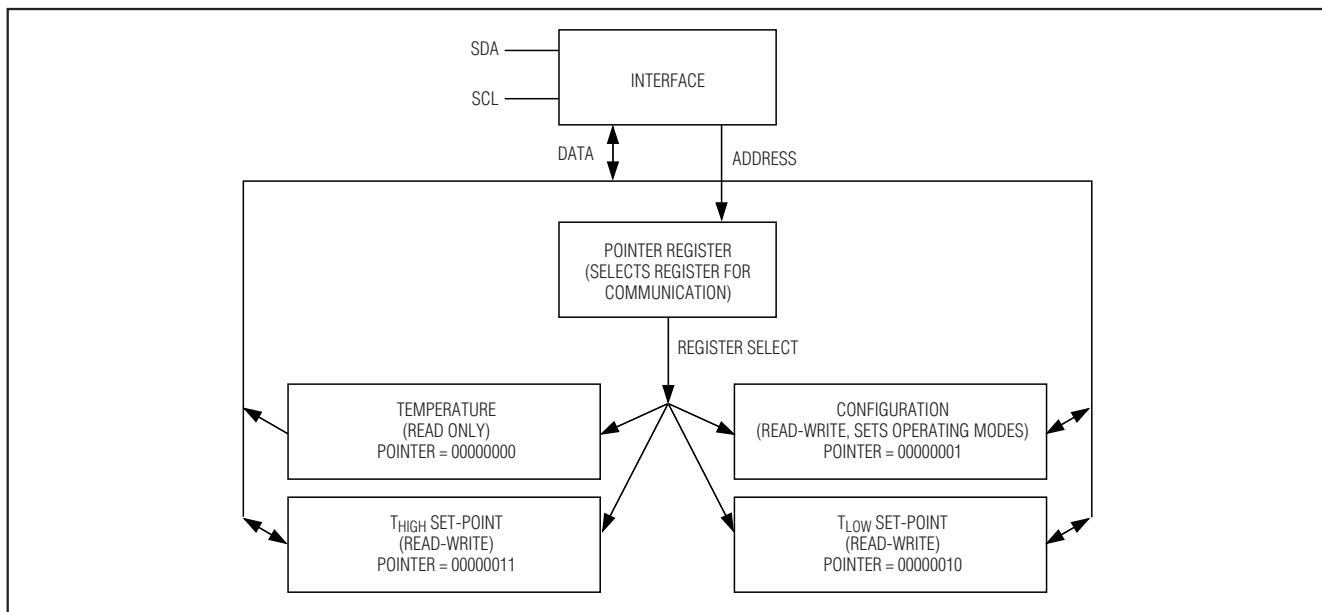 SDA
SCL
INTERFACE
DATA
ADDRESS
POINTER REGISTER
(SELECTS REGISTER FOR
COMMUNICATION)
REGISTER SELECT
TEMPERATURE
(READ ONLY)
POINTER = 00000000
CONFIGURATION
(READ-WRITE, SETS OPERATING MODES)
POINTER = 00000001
THIGH SET-POINT
(READ-WRITE)
POINTER = 00000011
TLOW SET-POINT
(READ-WRITE)
POINTER = 00000010